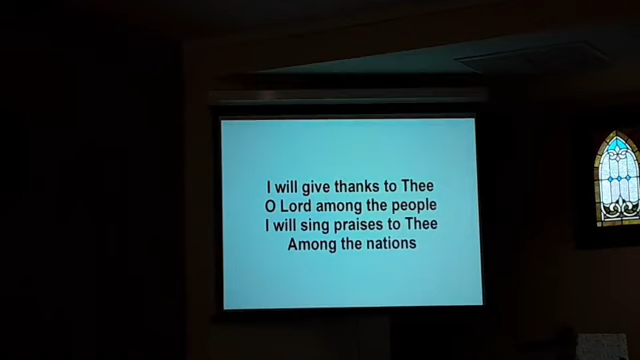 I will give thanks to Thee
O Lord among the people
I will sing praises to Thee
Among the nations